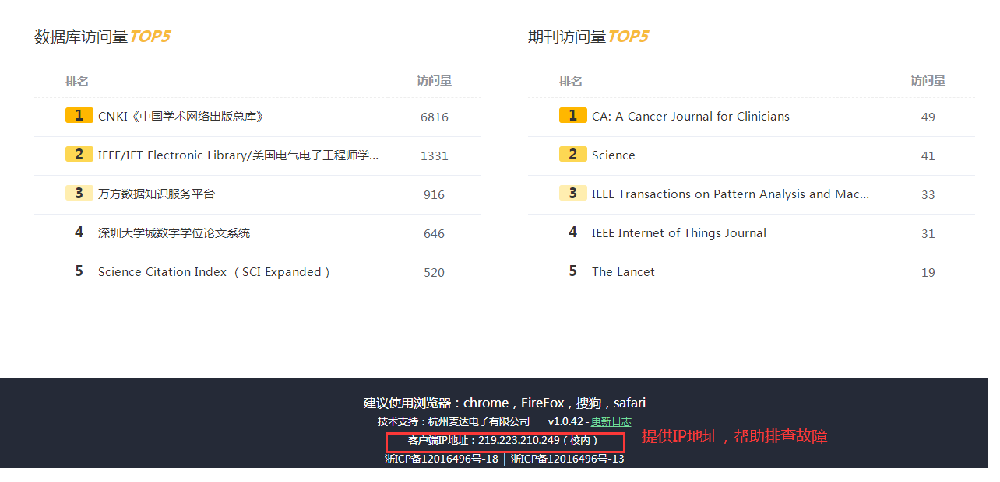 数据库访问量TOP5
排名 访问量
1 CNKI《中国学术网络出版总库》 6816
2 IEEE/IET Electronic Library/美国电气电子工程师学... 1331
3 万方数据知识服务平台 916
4 深圳大学城数字学位论文系统 646
5 Science Citation Index （SCI Expanded） 520
期刊访问量TOP5
排名 访问量
1 CA: A Cancer Journal for Clinicians 49
2 Science 41
3 IEEE Transactions on Pattern Analysis and Mac... 33
4 IEEE Internet of Things Journal 31
5 The Lancet 19
建议使用浏览器：chrome，FireFox，搜狗，safari
技术支持：杭州麦达电子有限公司 v1.0.42 - 更新日志
客户端IP地址：219.223.210.249（校内）
提供IP地址，帮助排查故障
浙ICP备12016496号-18 | 浙ICP备12016496号-13